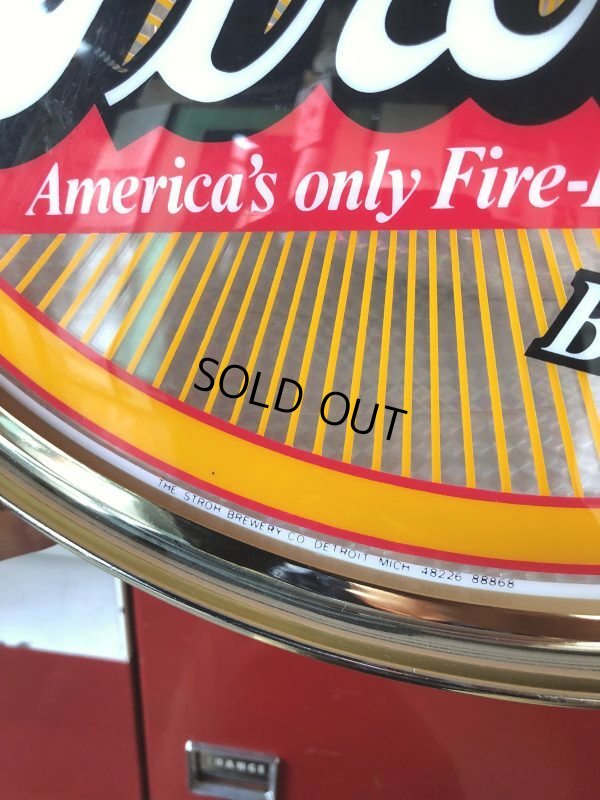 America's only Fire-
B
SOLD OUT
THE STROH BREWERY CO DETROIT MICH 48226 88868